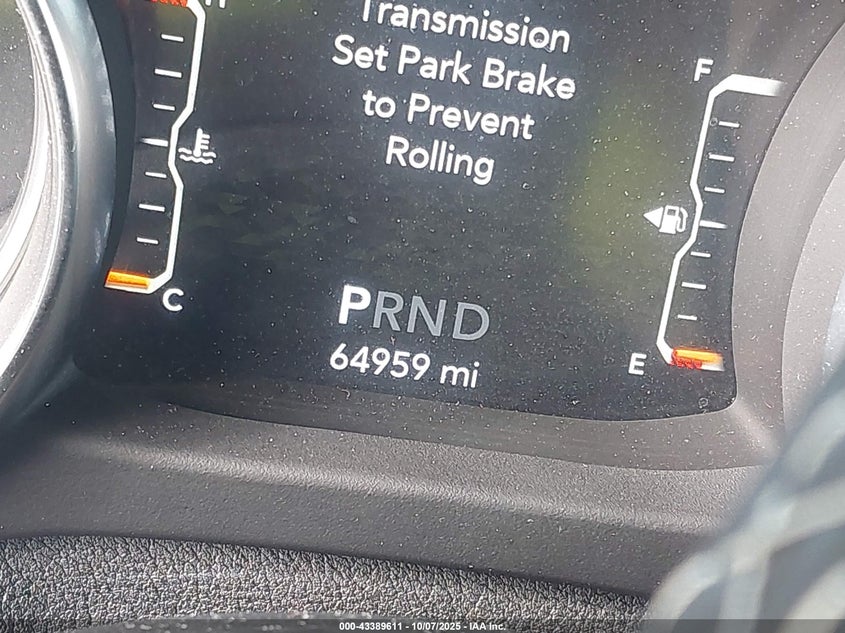 H
Transmission
Set Park Brake
to Prevent
Rolling
F
C
PRND
64959 mi
E
000-43389611 - 10/07/2025 - IAA Inc.